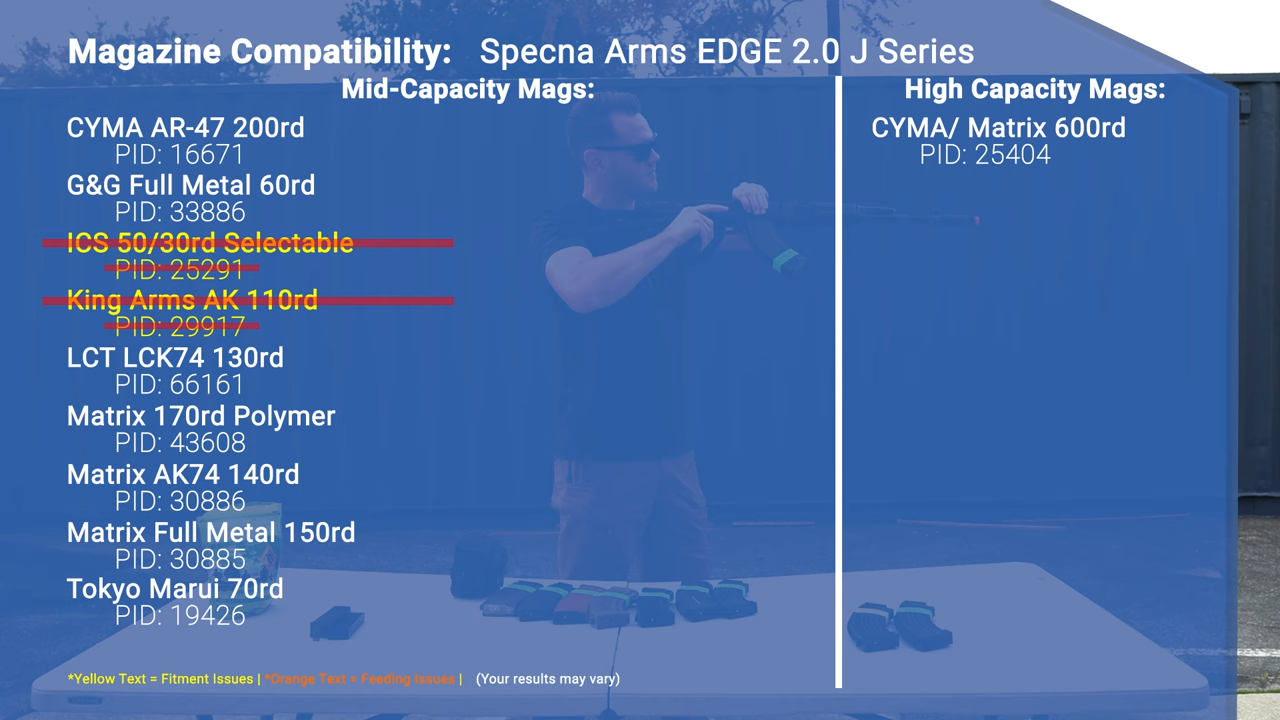 Magazine Compatibility: Specna Arms EDGE 2.0 J Series
Mid-Capacity Mags:
CYMA AR-47 200rd
PID: 16671
G&G Full Metal 60rd
PID: 33886
ICS 50/30rd Selectable
PID: 25291
King Arms AK 110rd
PID: 29917
LCT LCK74 130rd
PID: 66161
Matrix 170rd Polymer
PID: 43608
Matrix AK74 140rd
PID: 30886
Matrix Full Metal 150rd
PID: 30885
Tokyo Marui 70rd
PID: 19426
High Capacity Mags:
CYMA/ Matrix 600rd
PID: 25404
*Yellow Text = Fitment Issues | *Orange Text = Feeding Issues | (Your results may vary)